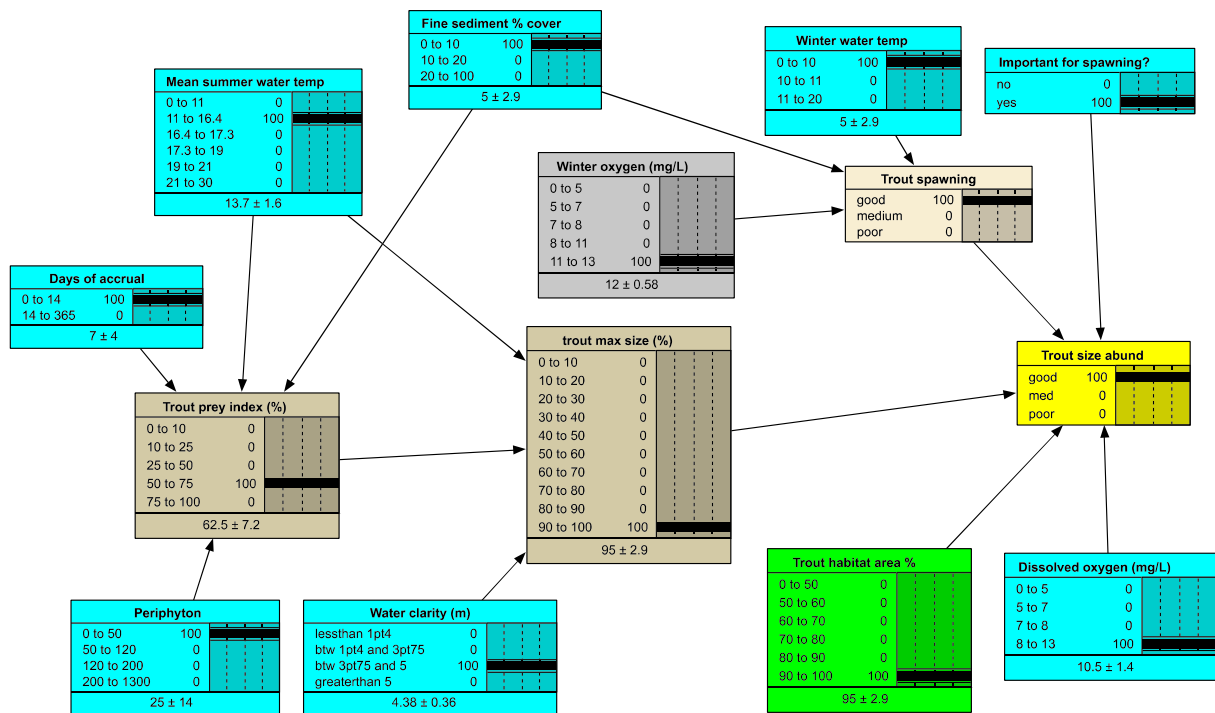 Fine sediment % cover
0 to 10 100
10 to 20 0
20 to 100 0
5 ± 2.9
Winter water temp
0 to 10 100
10 to 11 0
11 to 20 0
5 ± 2.9
Important for spawning?
no 0
yes 100
Mean summer water temp
0 to 11 0
11 to 16.4 100
16.4 to 17.3 0
17.3 to 19 0
19 to 21 0
21 to 30 0
13.7 ± 1.6
Winter oxygen (mg/L)
0 to 5 0
5 to 7 0
7 to 8 0
8 to 11 0
11 to 13 100
12 ± 0.58
Trout spawning
good 100
medium 0
poor 0
Days of accrual
0 to 14 100
14 to 365 0
7 ± 4
trout max size (%)
0 to 10 0
10 to 20 0
20 to 30 0
30 to 40 0
40 to 50 0
50 to 60 0
60 to 70 0
70 to 80 0
80 to 90 0
90 to 100 100
95 ± 2.9
Trout size abund
good 100
med 0
poor 0
Trout prey index (%)
0 to 10 0
10 to 25 0
25 to 50 0
50 to 75 100
75 to 100 0
62.5 ± 7.2
Trout habitat area %
0 to 50 0
50 to 60 0
60 to 70 0
70 to 80 0
80 to 90 0
90 to 100 100
95 ± 2.9
Dissolved oxygen (mg/L)
0 to 5 0
5 to 7 0
7 to 8 0
8 to 13 100
10.5 ± 1.4
Periphyton
0 to 50 100
50 to 120 0
120 to 200 0
200 to 1300 0
25 ± 14
Water clarity (m)
lessthan 1pt4 0
btw 1pt4 and 3pt75 0
btw 3pt75 and 5 100
greaterthan 5 0
4.38 ± 0.36